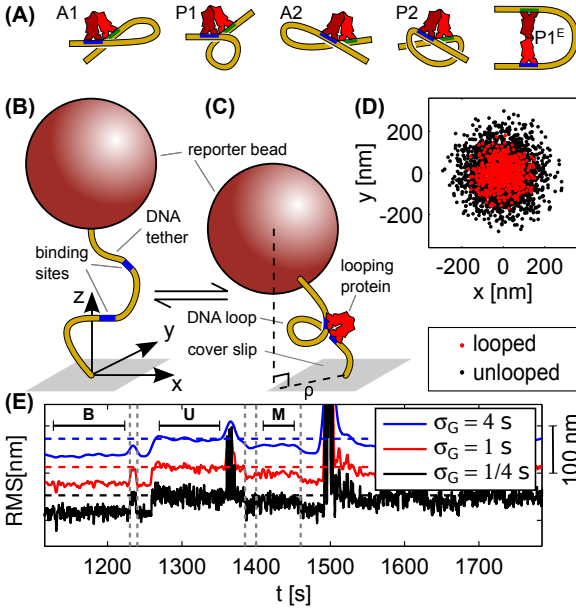 (A)
A1
P1
A2
P2
P1ᴱ
(B)
(C)
(D)
reporter bead
DNA tether
binding sites
looping protein
DNA loop
cover slip
z
y
x
ρ
y [nm]
200
0
-200
-200
0
200
x [nm]
looped
unlooped
(E)
B
U
M
σ_G = 4 s
σ_G = 1 s
σ_G = 1/4 s
100 nm
RMS[nm]
1200
1300
1400
1500
1600
1700
t [s]